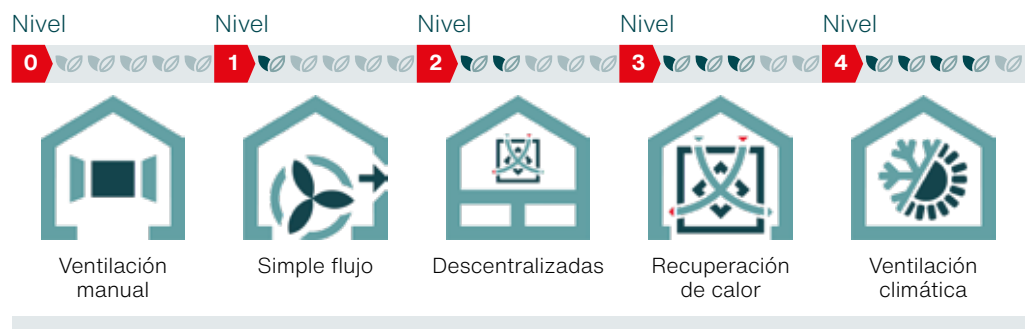 Nivel Nivel Nivel Nivel Nivel
0 1 2 3 4
Ventilación
manual
Simple flujo
Descentralizadas
Recuperación
de calor
Ventilación
climática